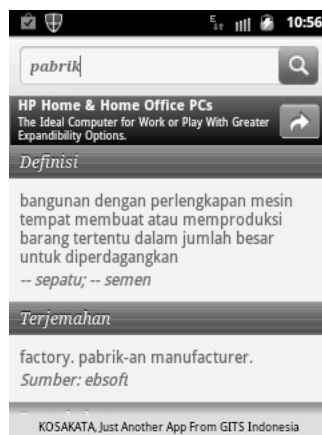 E
10:56
pabrik
HP Home & Home Office PCs
The Ideal Computer for Work or Play With Greater
Expandibility Options.
Definisi
bangunan dengan perlengkapan mesin
tempat membuat atau memproduksi
barang tertentu dalam jumlah besar
untuk diperdagangkan
-- sepatu; -- semen
Terjemahan
factory. pabrik-an manufacturer.
Sumber: ebsoft
KOSAKATA, Just Another App From GITS Indonesia